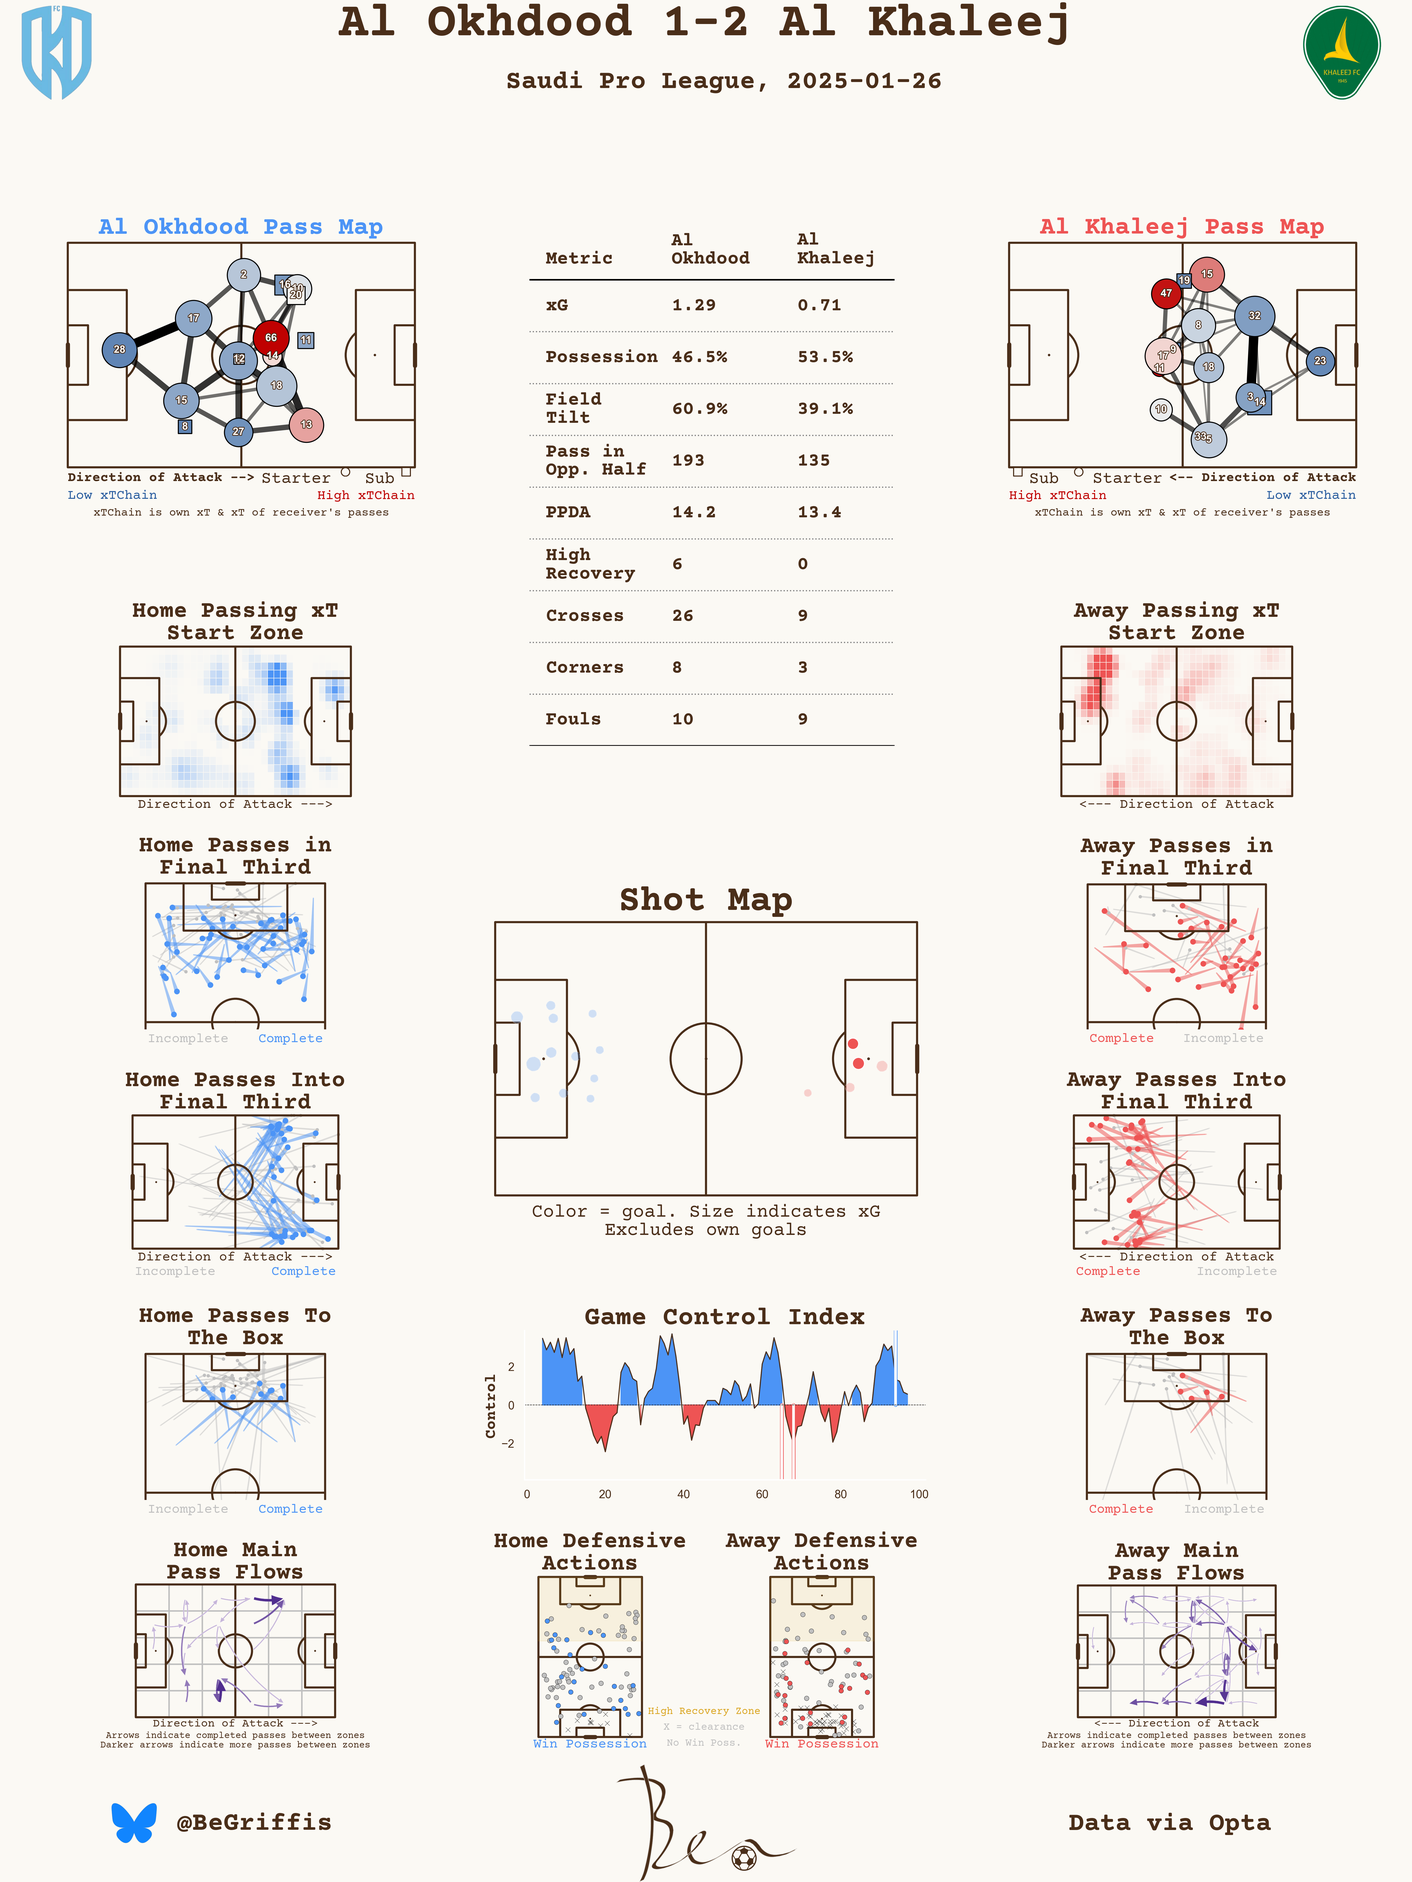 Al Okhdood 1-2 Al Khaleej
Saudi Pro League, 2025-01-26
FC
KHALEEJ FC
1945
Al Okhdood Pass Map
2
16
20
17
66
11
28
12
14
18
15
13
8
27
Direction of Attack --> Starter Sub
Low xTChain High xTChain
xTChain is own xT & xT of receiver's passes
Metric Al Okhdood Al Khaleej
xG 1.29 0.71
Possession 46.5% 53.5%
Field Tilt 60.9% 39.1%
Pass in Opp. Half 193 135
PPDA 14.2 13.4
High Recovery 6 0
Crosses 26 9
Corners 8 3
Fouls 10 9
Al Khaleej Pass Map
15
19
47
32
8
17
9
11
18
23
3
14
10
33
5
Sub Starter <-- Direction of Attack
High xTChain Low xTChain
xTChain is own xT & xT of receiver's passes
Home Passing xT
Start Zone
Direction of Attack --->
Away Passing xT
Start Zone
<--- Direction of Attack
Home Passes in
Final Third
Incomplete Complete
Away Passes in
Final Third
Complete Incomplete
Shot Map
Color = goal. Size indicates xG
Excludes own goals
Home Passes Into
Final Third
Direction of Attack --->
Incomplete Complete
Away Passes Into
Final Third
<--- Direction of Attack
Complete Incomplete
Home Passes To
The Box
Incomplete Complete
Game Control Index
Control
2
0
−2
0 20 40 60 80 100
Away Passes To
The Box
Complete Incomplete
Home Main
Pass Flows
Direction of Attack --->
Arrows indicate completed passes between zones
Darker arrows indicate more passes between zones
Home Defensive
Actions
Win Possession
High Recovery Zone
X = clearance
No Win Poss.
Away Defensive
Actions
Win Possession
Away Main
Pass Flows
<--- Direction of Attack
Arrows indicate completed passes between zones
Darker arrows indicate more passes between zones
@BeGriffis
Ben
Data via Opta